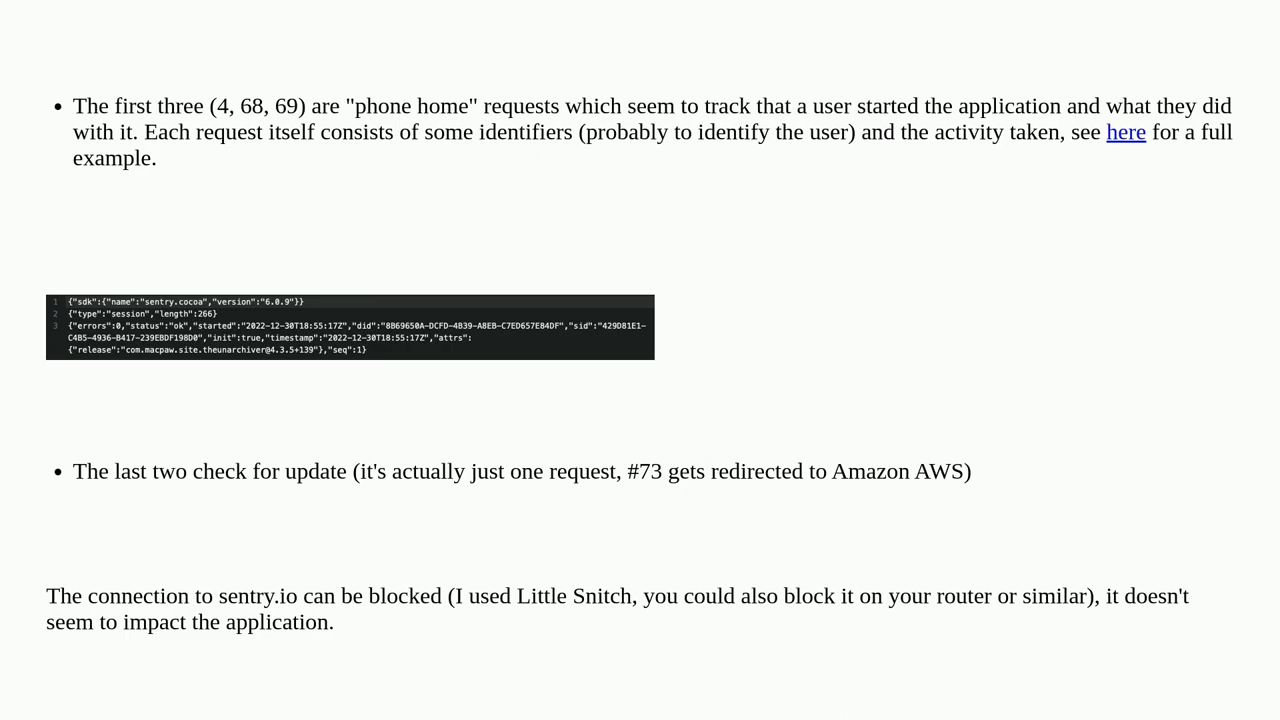 • The first three (4, 68, 69) are "phone home" requests which seem to track that a user started the application and what they did
with it. Each request itself consists of some identifiers (probably to identify the user) and the activity taken, see here for a full
example.
1 {"sdk":{"name":"sentry.cocoa","version":"6.0.9"}}
2 {"type":"session","length":266}
3 {"errors":0,"status":"ok","started":"2022-12-30T18:55:17Z","did":"8B69650A-DCFD-4B39-A8EB-C7ED657E84DF","sid":"429D81E1-
C4B5-4936-B417-239EBDF198D0","init":true,"timestamp":"2022-12-30T18:55:17Z","attrs":
{"release":"com.macpaw.site.theunarchiver@4.3.5+139"},"seq":1}
• The last two check for update (it's actually just one request, #73 gets redirected to Amazon AWS)
The connection to sentry.io can be blocked (I used Little Snitch, you could also block it on your router or similar), it doesn't
seem to impact the application.